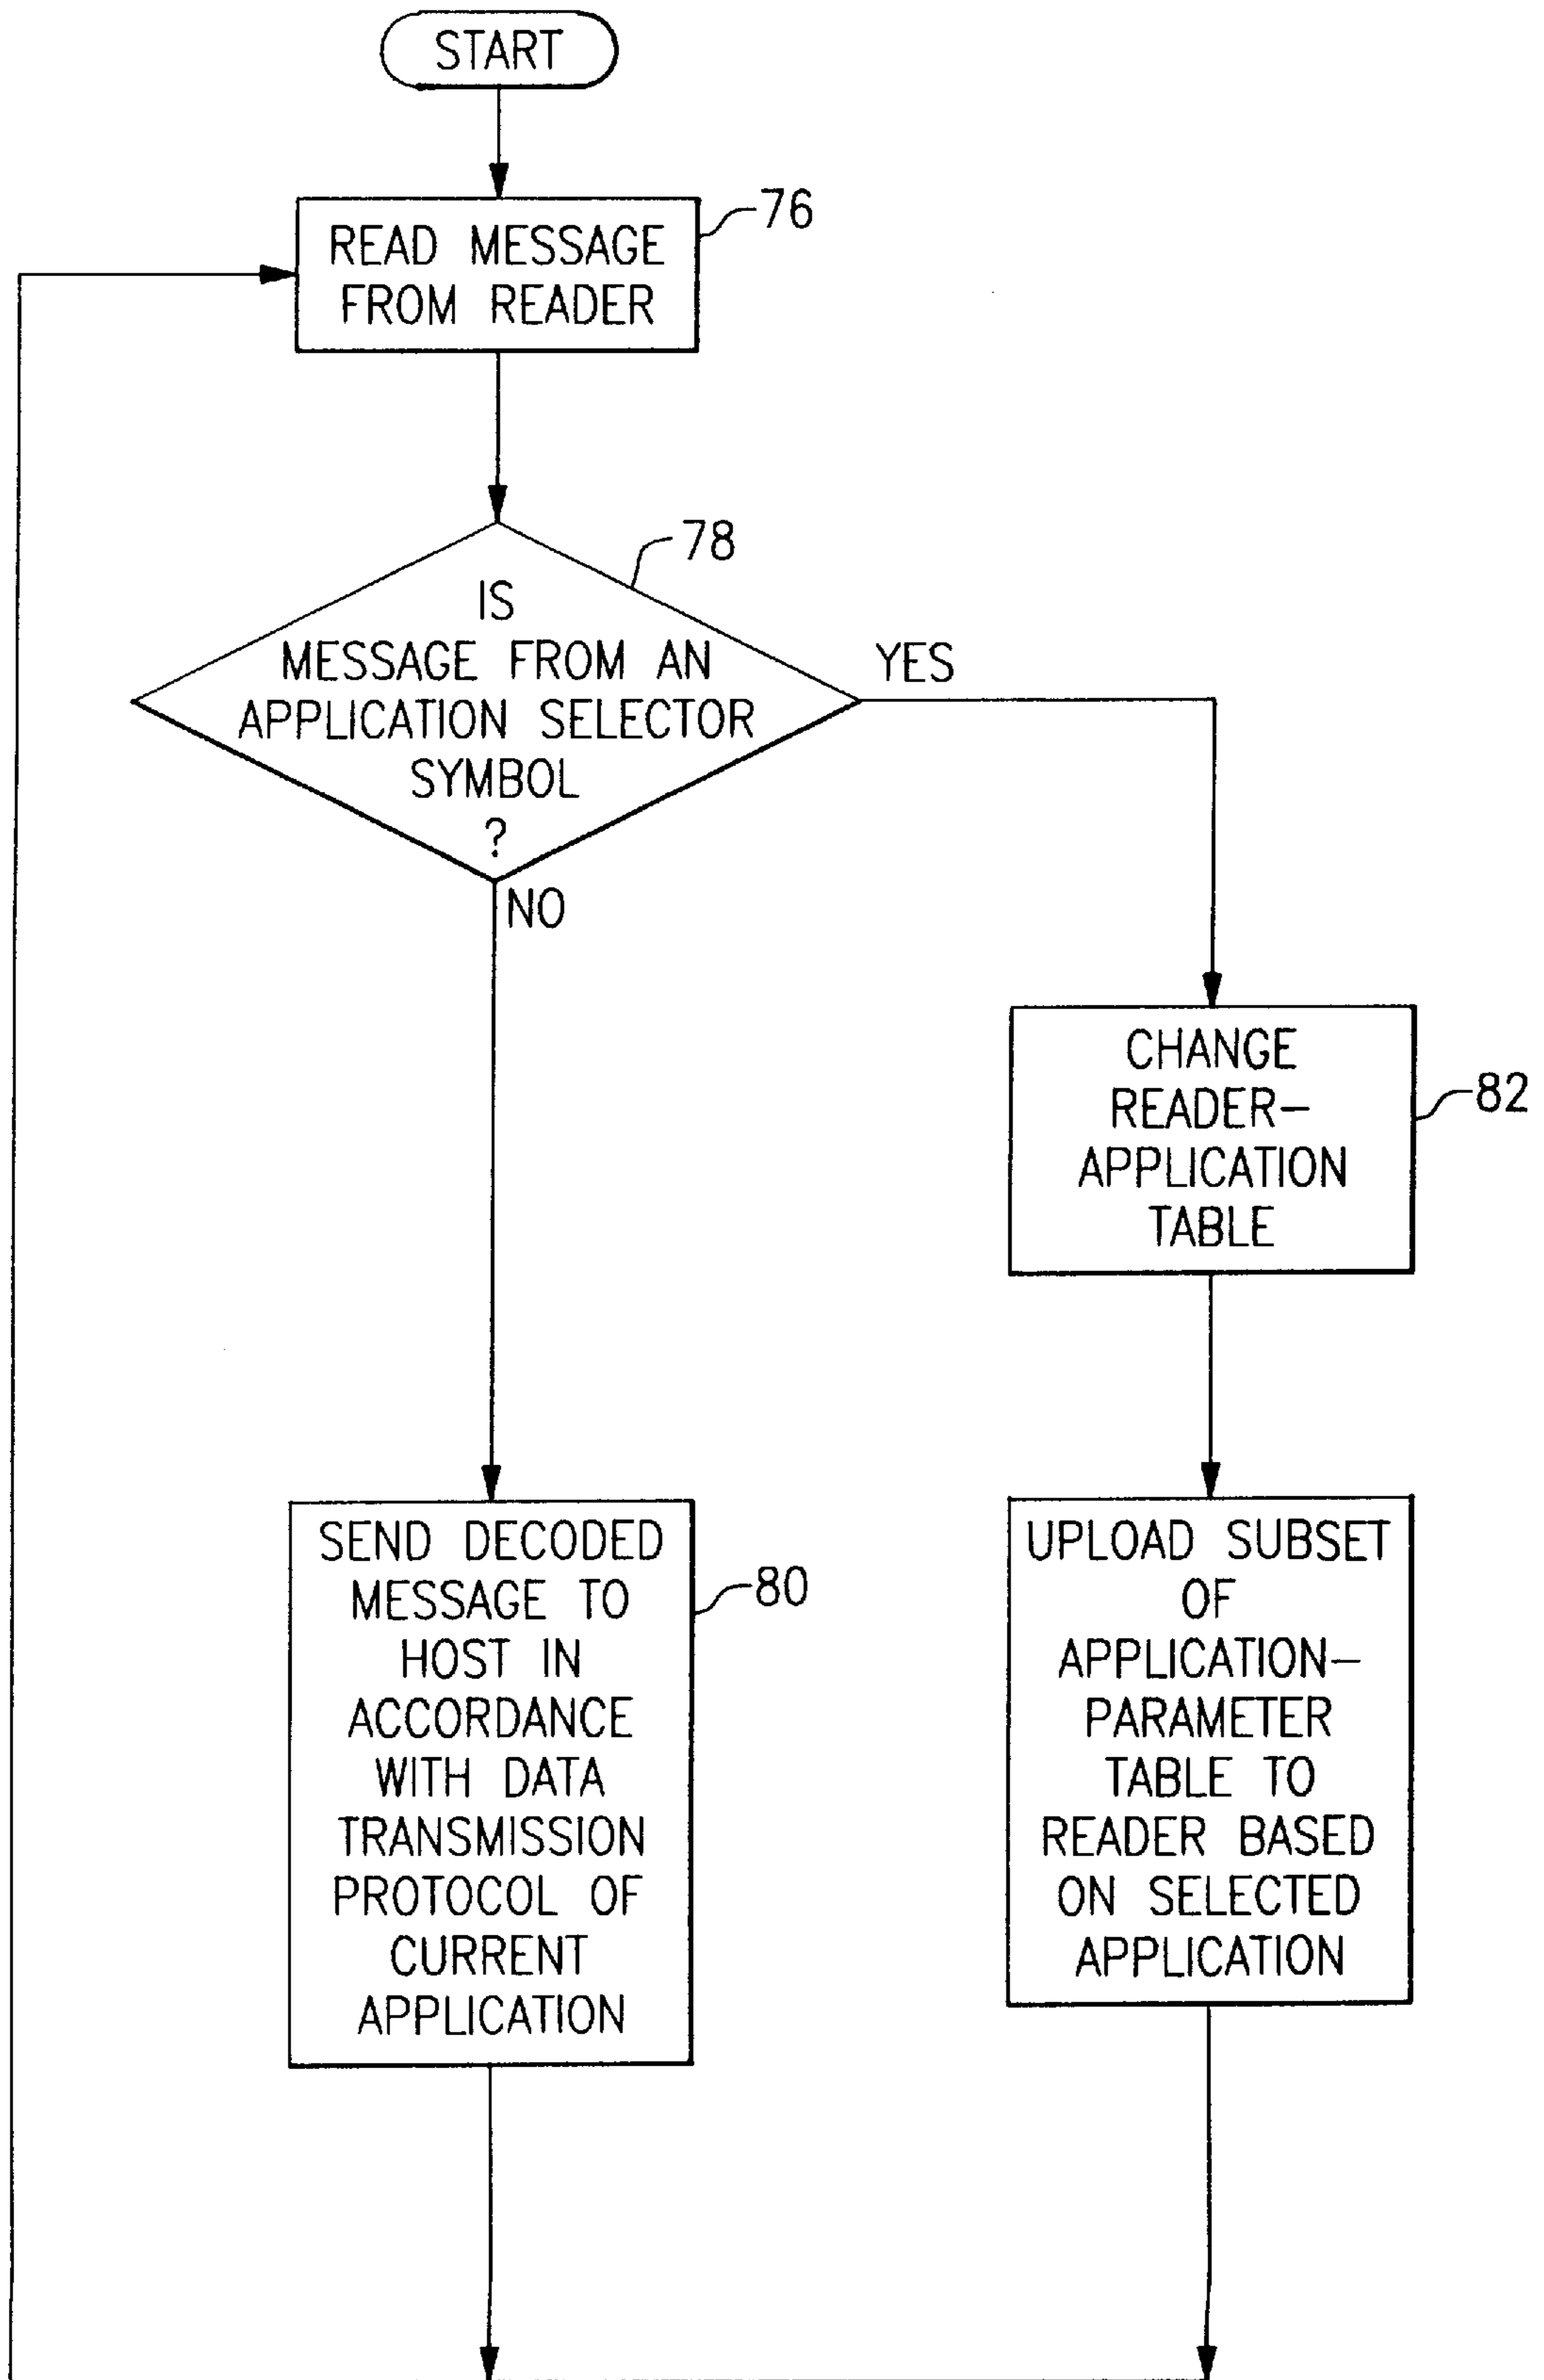 START
76
READ MESSAGE
FROM READER
78
IS
MESSAGE FROM AN
APPLICATION SELECTOR
SYMBOL
?
YES
NO
CHANGE
READER-
APPLICATION
TABLE
82
SEND DECODED
MESSAGE TO
HOST IN
ACCORDANCE
WITH DATA
TRANSMISSION
PROTOCOL OF
CURRENT
APPLICATION
80
UPLOAD SUBSET
OF
APPLICATION-
PARAMETER
TABLE TO
READER BASED
ON SELECTED
APPLICATION